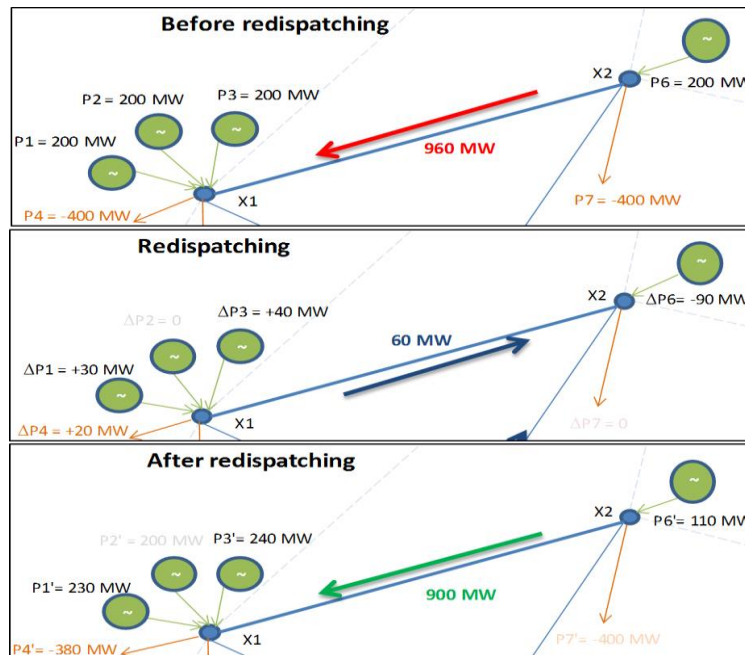 Before redispatching
X2
P6 = 200 MW
P2 = 200 MW
P3 = 200 MW
P1 = 200 MW
~
~
~
~
960 MW
X1
P4 = -400 MW
P7 = -400 MW
Redispatching
X2
ΔP6= -90 MW
ΔP2 = 0
ΔP3 = +40 MW
ΔP1 = +30 MW
~
~
~
~
60 MW
X1
ΔP4 = +20 MW
ΔP7 = 0
After redispatching
X2
P6'= 110 MW
P2' = 200 MW
P3'= 240 MW
P1'= 230 MW
~
~
~
~
900 MW
X1
P4'= -380 MW
P7'= -400 MW